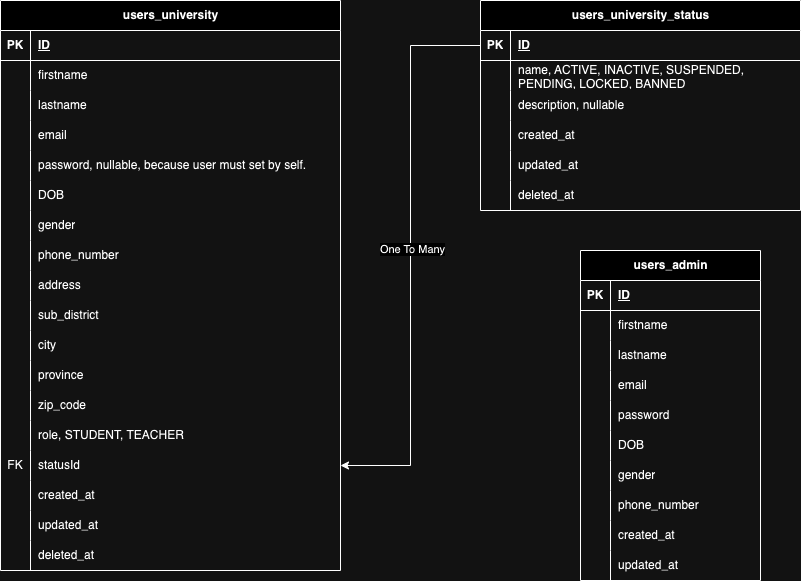 users_university
PK ID
firstname
lastname
email
password, nullable, because user must set by self.
DOB
gender
phone_number
address
sub_district
city
province
zip_code
role, STUDENT, TEACHER
FK statusId
created_at
updated_at
deleted_at
One To Many
users_university_status
PK ID
name, ACTIVE, INACTIVE, SUSPENDED,
PENDING, LOCKED, BANNED
description, nullable
created_at
updated_at
deleted_at
users_admin
PK ID
firstname
lastname
email
password
DOB
gender
phone_number
created_at
updated_at